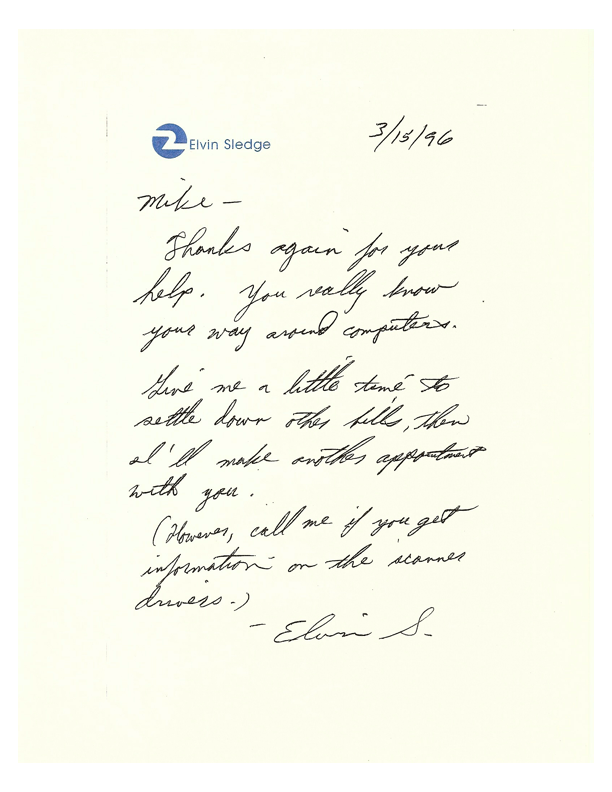 Elvin Sledge
3/15/96
Mike —
Thanks again for your
help. You really know
your way around computers.
Give me a little time to
settle down other bills, then
I'll make another appointment
with you.
(However, call me if you get
information on the scanner
drivers.)
- Elvin S.